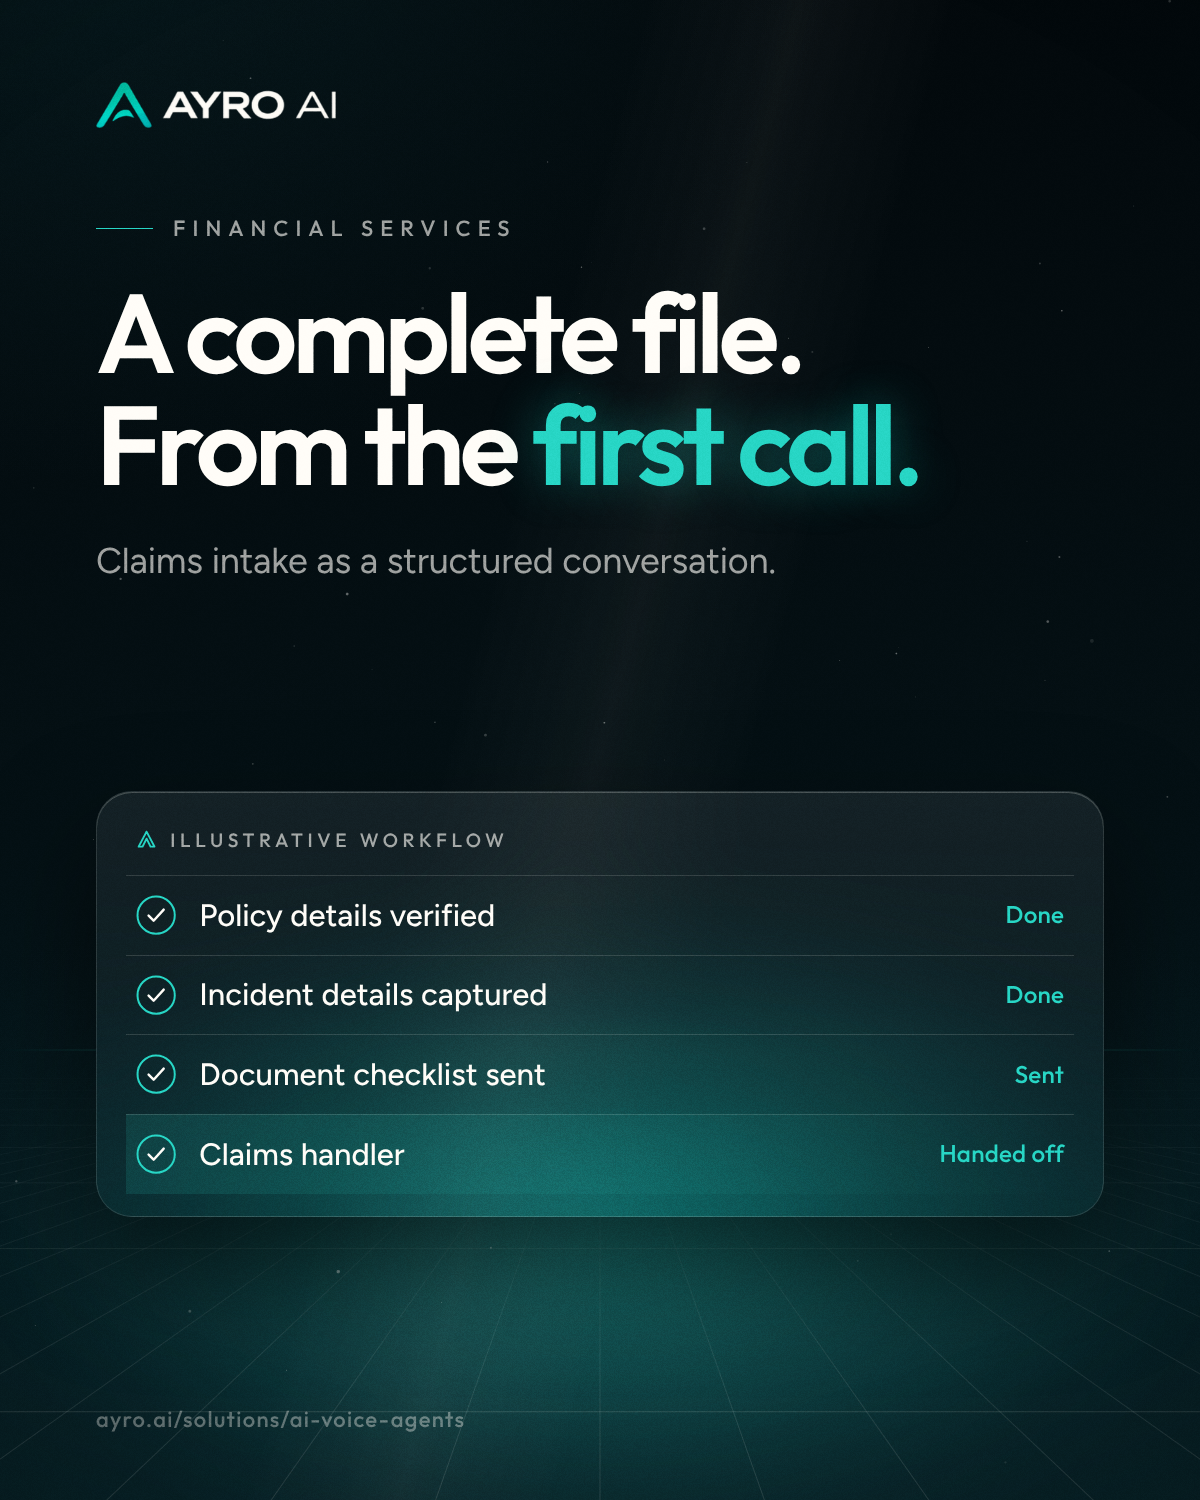 AYRO AI
FINANCIAL SERVICES
A complete file.
From the first call.
Claims intake as a structured conversation.
ILLUSTRATIVE WORKFLOW
Policy details verified Done
Incident details captured Done
Document checklist sent Sent
Claims handler Handed off
ayro.ai/solutions/ai-voice-agents